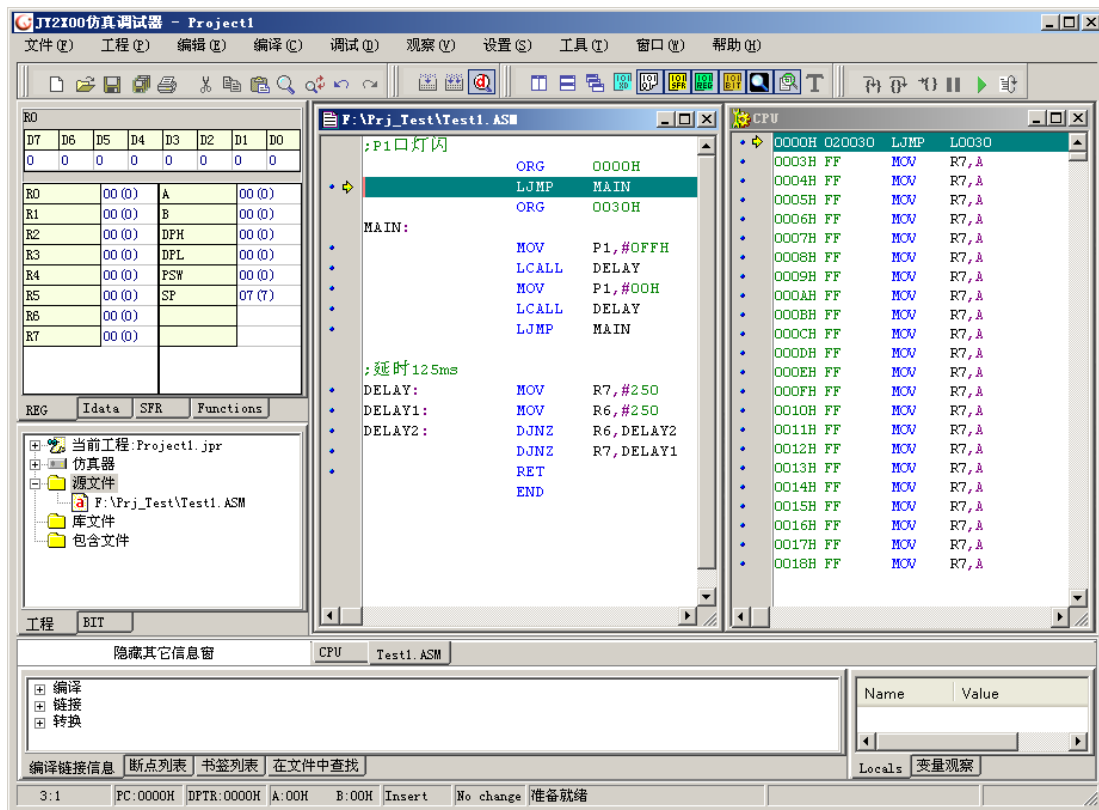 JY2X00仿真调试器 - Project1
文件(F) 工程(P) 编辑(E) 编译(C) 调试(D) 观察(V) 设置(S) 工具(I) 窗口(W) 帮助(H)
R0
D7 D6 D5 D4 D3 D2 D1 D0
0 0 0 0 0 0 0 0
R0 00(0) A 00(0)
R1 00(0) B 00(0)
R2 00(0) DPH 00(0)
R3 00(0) DPL 00(0)
R4 00(0) PSW 00(0)
R5 00(0) SP 07(7)
R6 00(0)
R7 00(0)
REG Idata SFR Functions
当前工程:Project1.jpr
仿真器
源文件
F:\Prj_Test\Test1.ASM
库文件
包含文件
工程 BIT
F:\Prj_Test\Test1.ASM
;P1口灯闪
ORG 0000H
LJMP MAIN
ORG 0030H
MAIN:
MOV P1,#0FFH
LCALL DELAY
MOV P1,#00H
LCALL DELAY
LJMP MAIN
;延时125ms
DELAY: MOV R7,#250
DELAY1: MOV R6,#250
DELAY2: DJNZ R6,DELAY2
DJNZ R7,DELAY1
RET
END
CPU
0000H 020030 LJMP L0030
0003H FF MOV R7,A
0004H FF MOV R7,A
0005H FF MOV R7,A
0006H FF MOV R7,A
0007H FF MOV R7,A
0008H FF MOV R7,A
0009H FF MOV R7,A
000AH FF MOV R7,A
000BH FF MOV R7,A
000CH FF MOV R7,A
000DH FF MOV R7,A
000EH FF MOV R7,A
000FH FF MOV R7,A
0010H FF MOV R7,A
0011H FF MOV R7,A
0012H FF MOV R7,A
0013H FF MOV R7,A
0014H FF MOV R7,A
0015H FF MOV R7,A
0016H FF MOV R7,A
0017H FF MOV R7,A
0018H FF MOV R7,A
隐藏其它信息窗 CPU Test1.ASM
编译
链接
转换
编译链接信息 断点列表 书签列表 在文件中查找
Name Value
Locals 变量观察
3:1 PC:0000H DPTR:0000H A:00H B:00H Insert No change 准备就绪